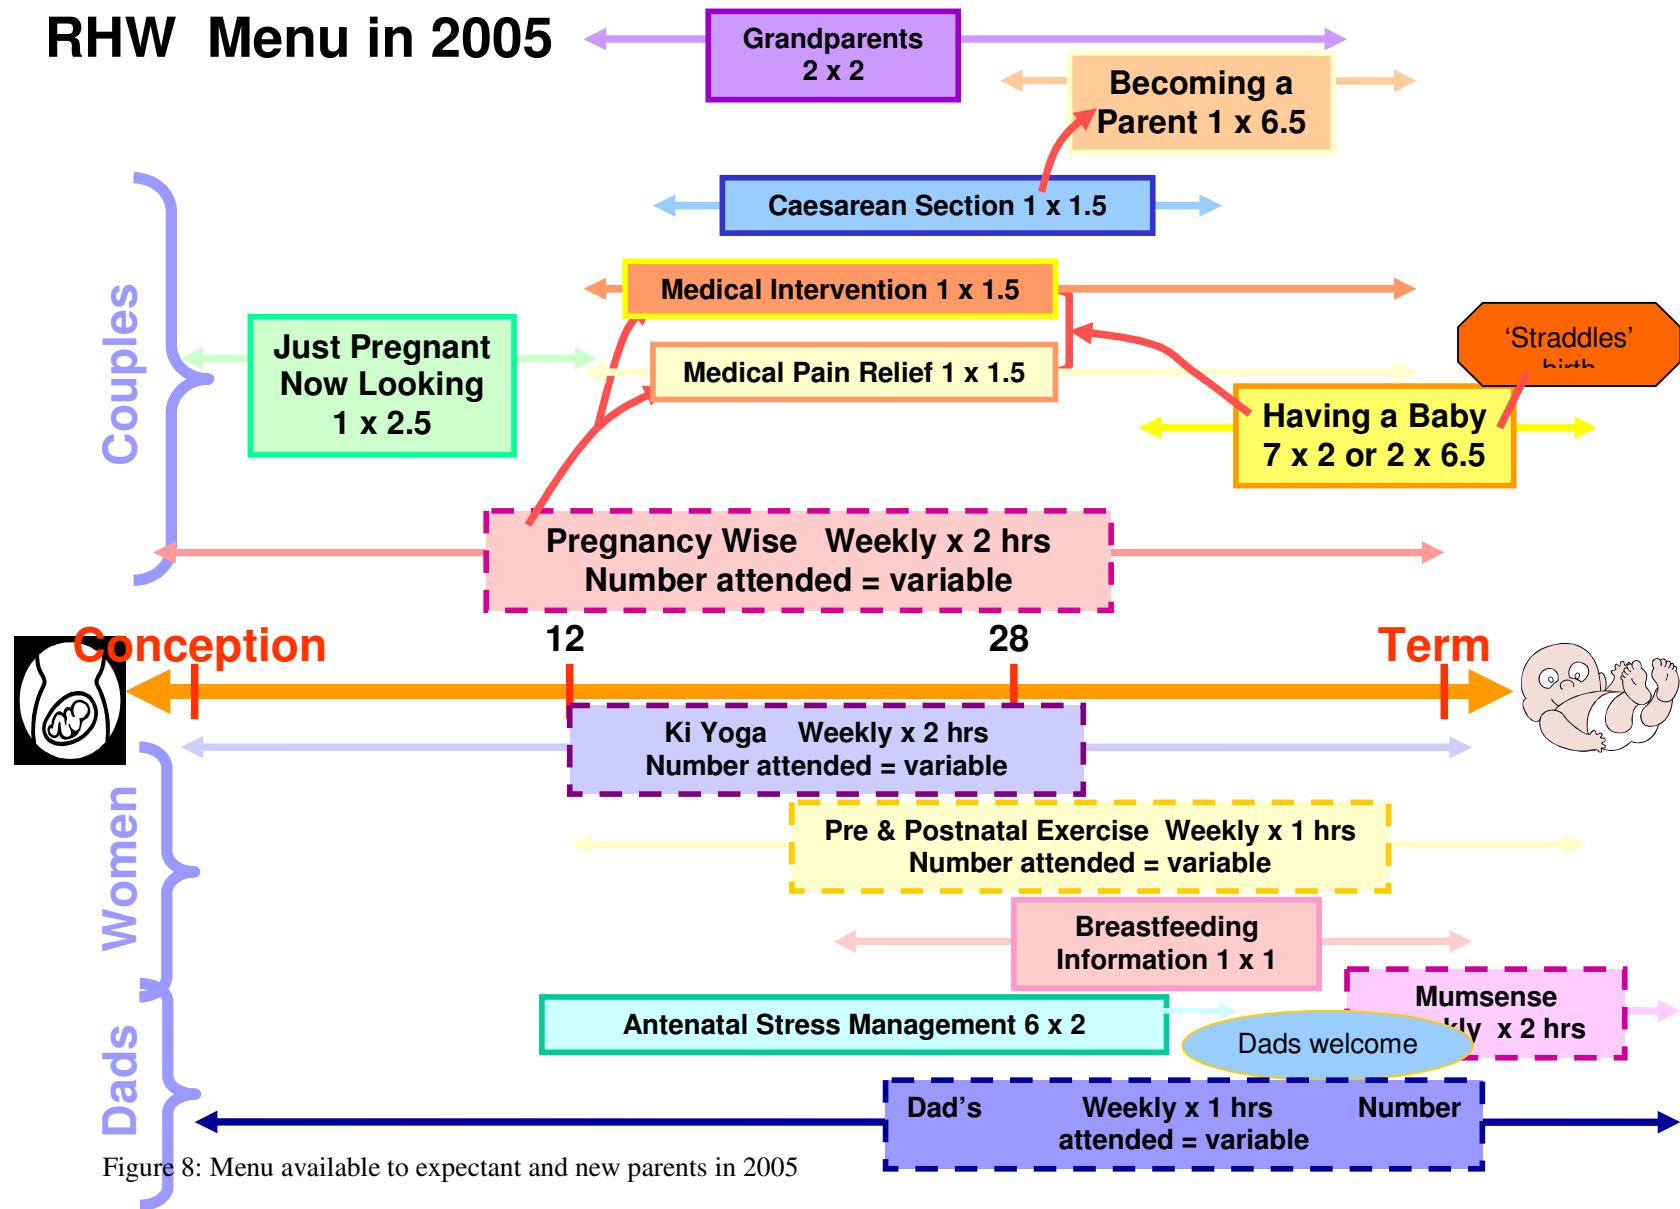 RHW Menu in 2005
Grandparents
2 x 2
Becoming a
Parent 1 x 6.5
Caesarean Section 1 x 1.5
Couples
Medical Intervention 1 x 1.5
Just Pregnant
Now Looking
1 x 2.5
Medical Pain Relief 1 x 1.5
'Straddles'
birth
Having a Baby
7 x 2 or 2 x 6.5
Pregnancy Wise Weekly x 2 hrs
Number attended = variable
Conception
12
28
Term
Ki Yoga Weekly x 2 hrs
Number attended = variable
Women
Pre & Postnatal Exercise Weekly x 1 hrs
Number attended = variable
Breastfeeding
Information 1 x 1
Antenatal Stress Management 6 x 2
Mumsense
x 2 hrs
Dads welcome
Dads
Dad's Weekly x 1 hrs Number
attended = variable
Figure 8: Menu available to expectant and new parents in 2005